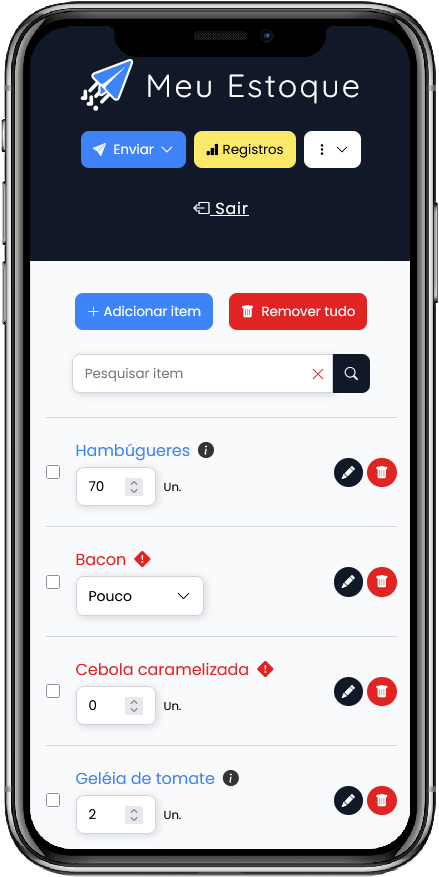 Meu Estoque
Enviar
Registros
Sair
+ Adicionar item
Remover tudo
Pesquisar item
Hambúgueres
70 Un.
Bacon
Pouco
Cebola caramelizada
0 Un.
Geléia de tomate
2 Un.